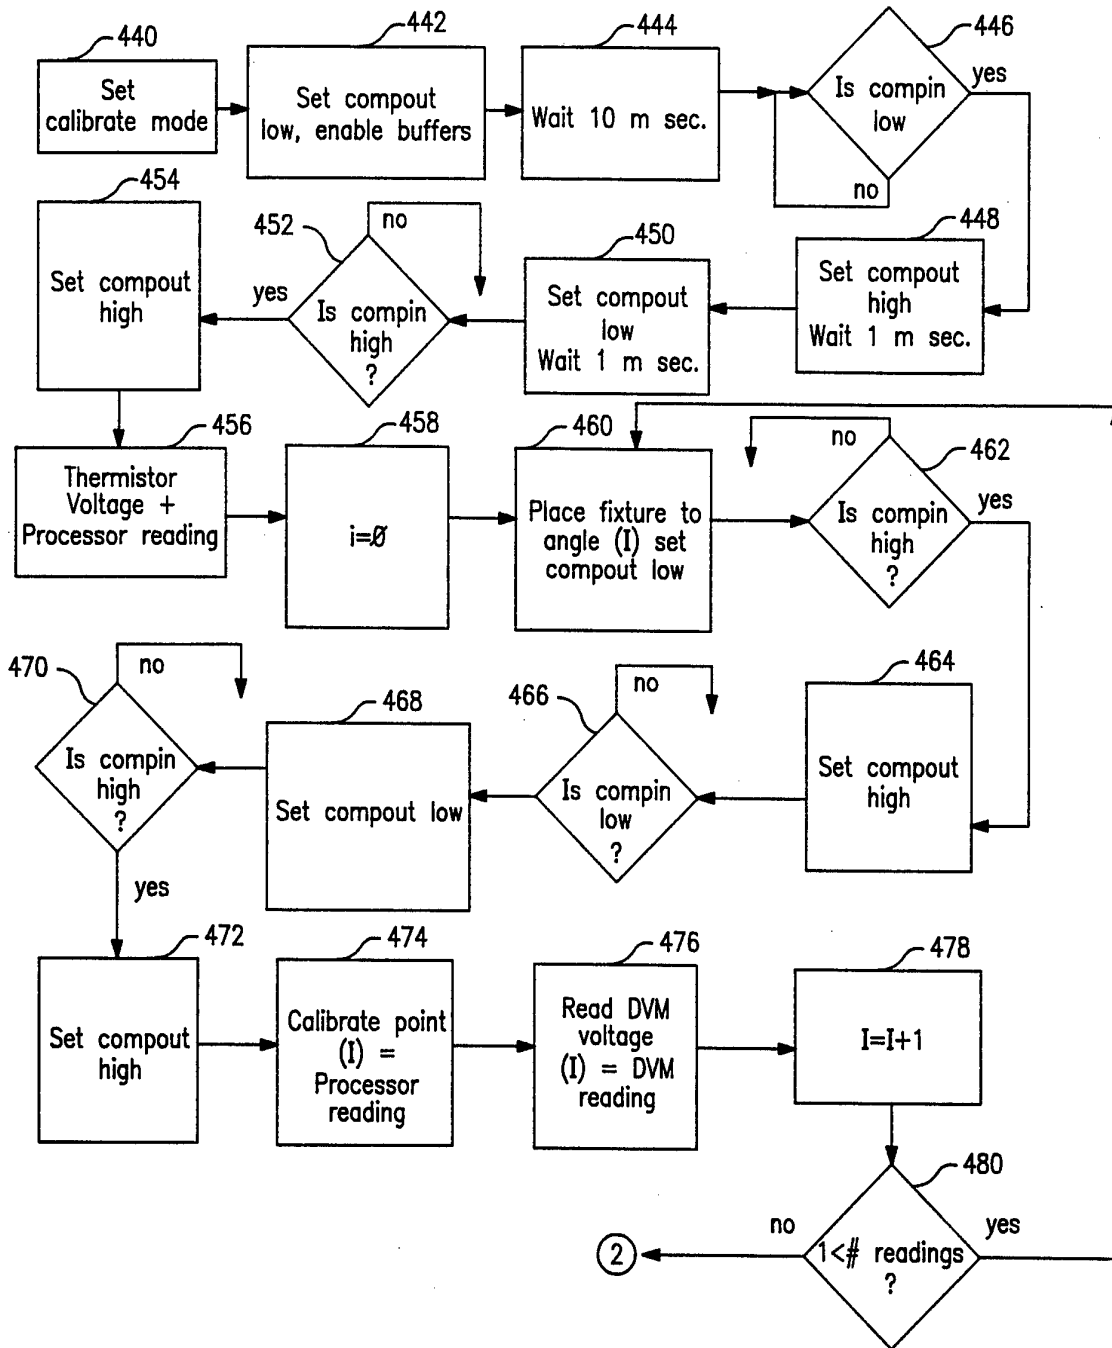 440
Set
calibrate mode
442
Set compout
low, enable buffers
444
Wait 10 m sec.
446
Is compin
low
yes
no
448
Set compout
high
Wait 1 m sec.
450
Set compout
low
Wait 1 m sec.
452
no
Is compin
high
?
yes
454
Set compout
high
456
Thermistor
Voltage +
Processor reading
458
i=Ø
460
Place fixture to
angle (I) set
compout low
462
no
Is compin
high
?
yes
464
Set compout
high
466
no
Is compin
low
?
468
Set compout low
470
no
Is compin
high
?
yes
472
Set compout
high
474
Calibrate point
(I) =
Processor
reading
476
Read DVM
voltage
(I) = DVM
reading
478
I=I+1
480
1<# readings
?
yes
no
2